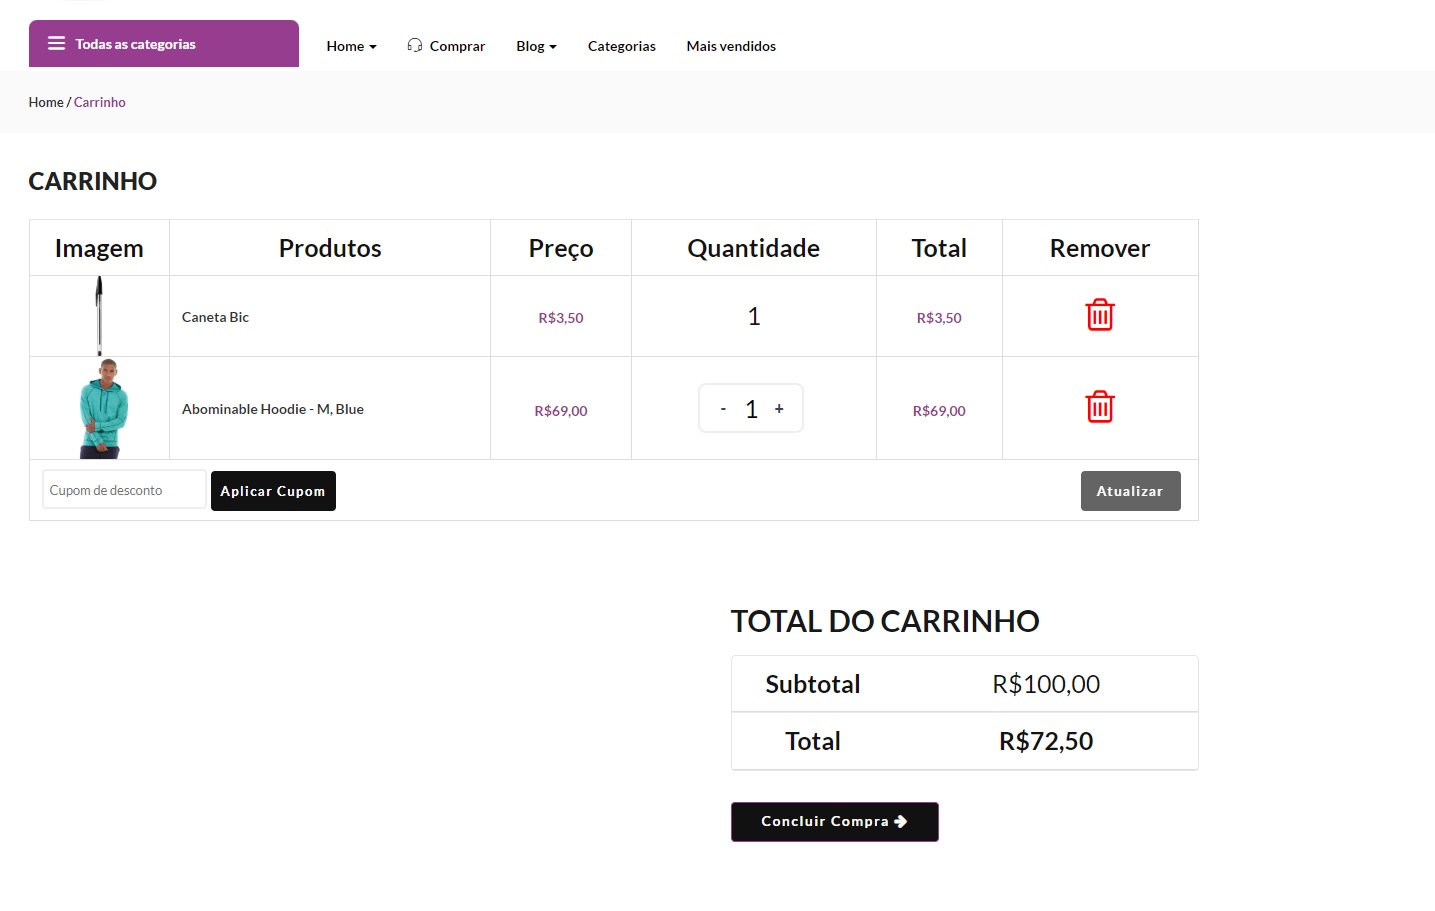 Todas as categorias
Home Comprar Blog Categorias Mais vendidos
Home / Carrinho
CARRINHO
Imagem Produtos Preço Quantidade Total Remover
Caneta Bic R$3,50 1 R$3,50
Abominable Hoodie - M, Blue R$69,00 - 1 + R$69,00
Cupom de desconto Aplicar Cupom Atualizar
TOTAL DO CARRINHO
Subtotal R$100,00
Total R$72,50
Concluir Compra